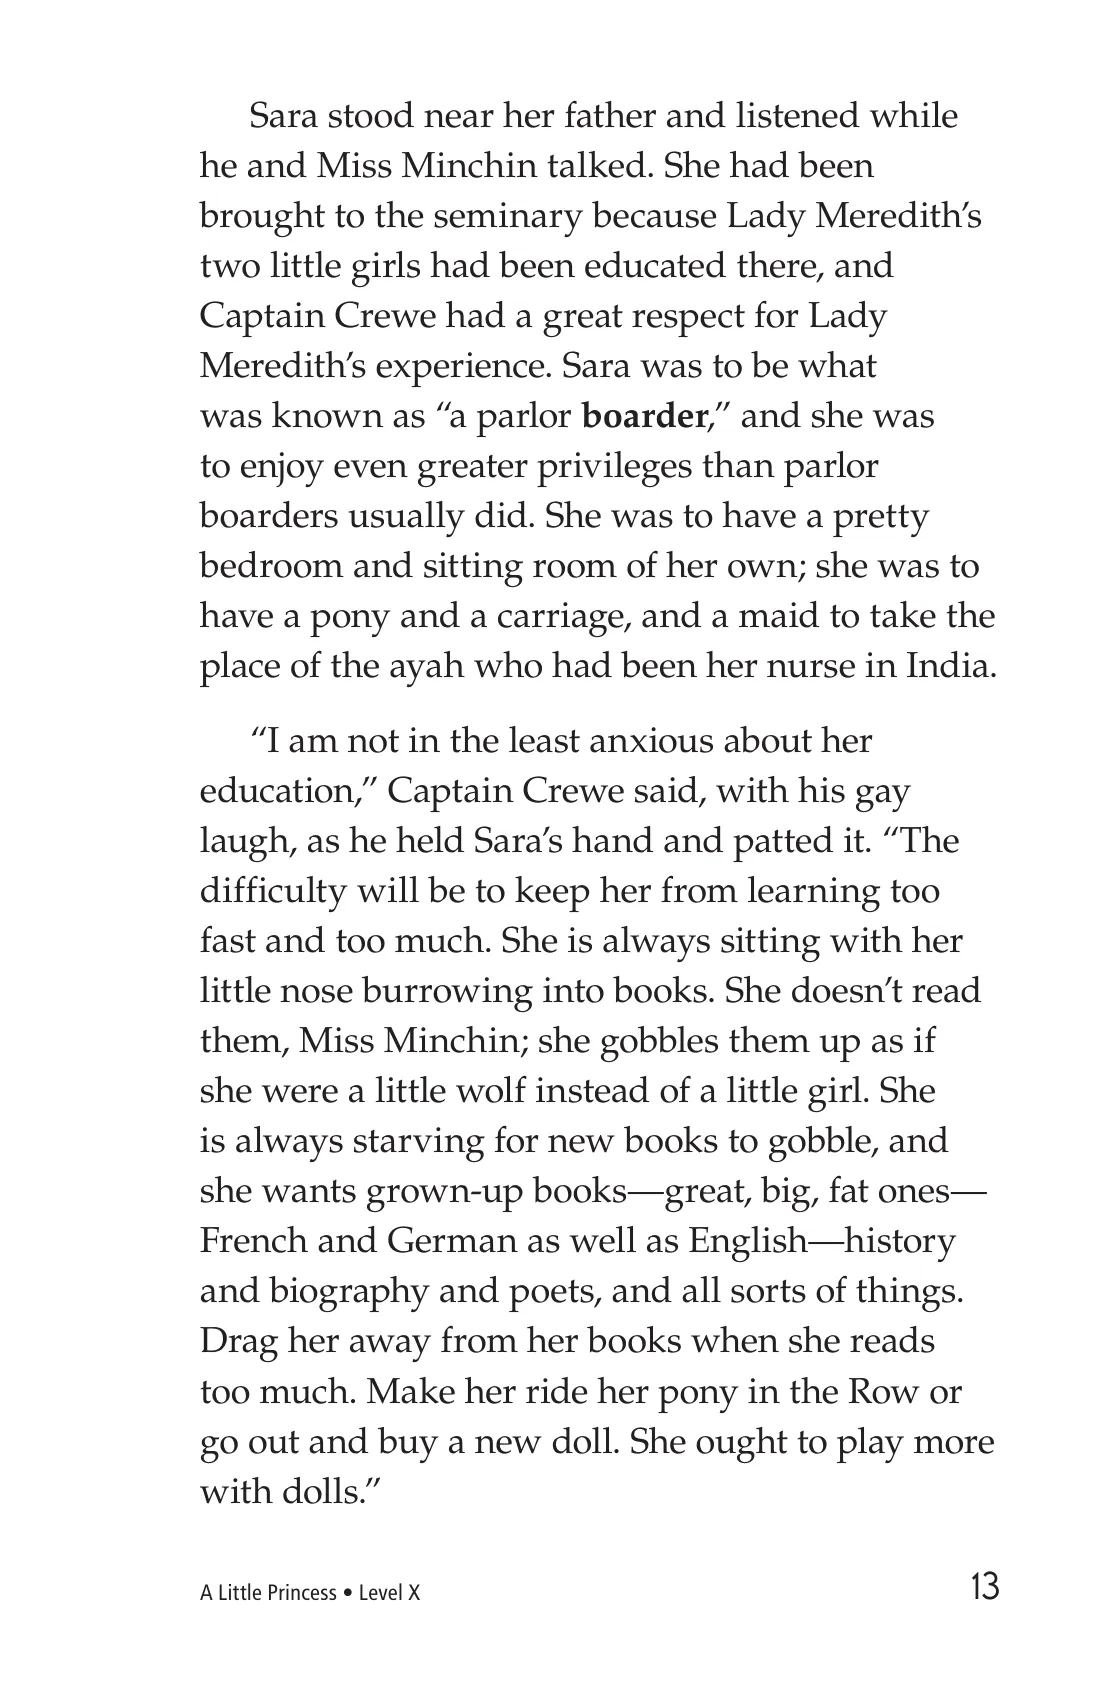 Sara stood near her father and listened while
he and Miss Minchin talked. She had been
brought to the seminary because Lady Meredith’s
two little girls had been educated there, and
Captain Crewe had a great respect for Lady
Meredith’s experience. Sara was to be what
was known as “a parlor boarder,” and she was
to enjoy even greater privileges than parlor
boarders usually did. She was to have a pretty
bedroom and sitting room of her own; she was to
have a pony and a carriage, and a maid to take the
place of the ayah who had been her nurse in India.
“I am not in the least anxious about her
education,” Captain Crewe said, with his gay
laugh, as he held Sara’s hand and patted it. “The
difficulty will be to keep her from learning too
fast and too much. She is always sitting with her
little nose burrowing into books. She doesn’t read
them, Miss Minchin; she gobbles them up as if
she were a little wolf instead of a little girl. She
is always starving for new books to gobble, and
she wants grown-up books—great, big, fat ones—
French and German as well as English—history
and biography and poets, and all sorts of things.
Drag her away from her books when she reads
too much. Make her ride her pony in the Row or
go out and buy a new doll. She ought to play more
with dolls.”
A Little Princess • Level X
13